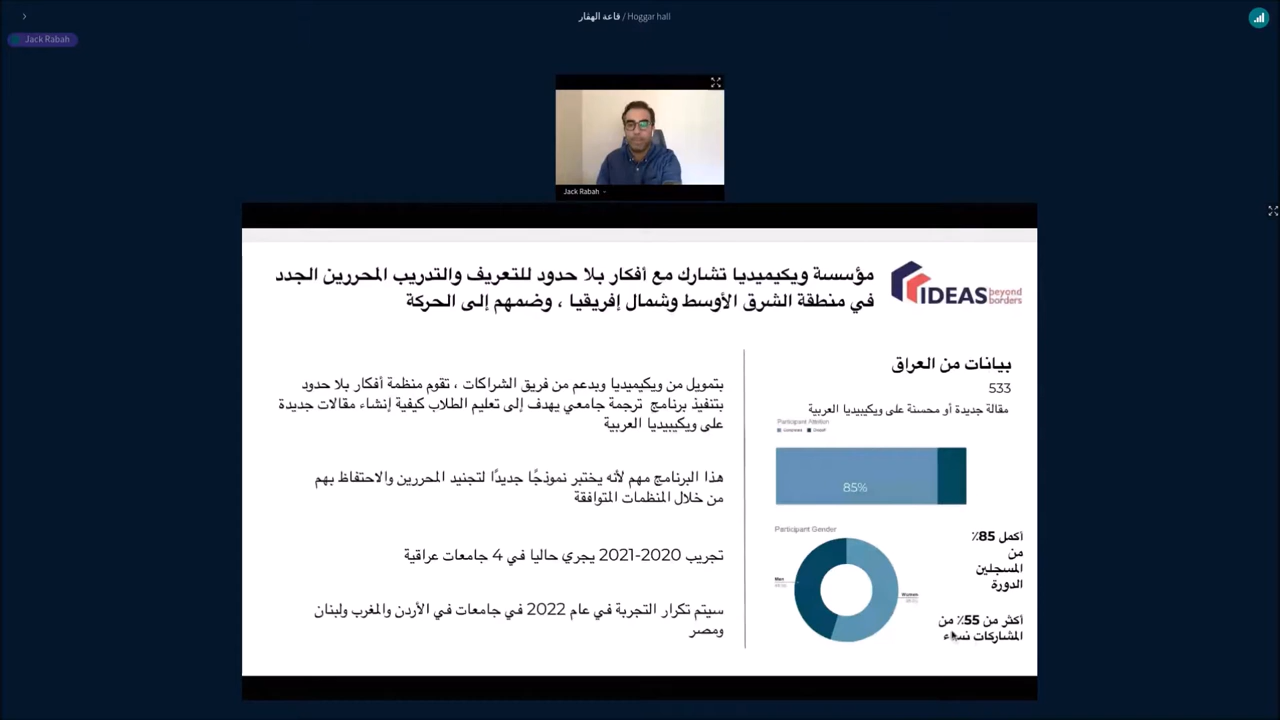 قاعة الهڨار / Hoggar hall
Jack Rabah
Jack Rabah
مؤسسة ويكيميديا تشارك مع أفكار بلا حدود للتعريف والتدريب المحررين الجدد
في منطقة الشرق الأوسط وشمال إفريقيا ، وضمهم إلى الحركة
IDEAS beyond
borders
بيانات من العراق
533
مقالة جديدة أو محسنة على ويكيبيديا العربية
Participant Attrition
Completed Dropoff
85%
Participant Gender
Men
Women
أكمل 85٪
من
المسجلين
الدورة
أكثر من 55٪ من
المشاركات نساء
بتمويل من ويكيميديا وبدعم من فريق الشراكات ، تقوم منظمة أفكار بلا حدود
بتنفيذ برنامج ترجمة جامعي يهدف إلى تعليم الطلاب كيفية إنشاء مقالات جديدة
على ويكيبيديا العربية
هذا البرنامج مهم لأنه يختبر نموذجًا جديدًا لتجنيد المحررين والاحتفاظ بهم
من خلال المنظمات المتوافقة
تجريب 2020-2021 يجري حاليا في 4 جامعات عراقية
سيتم تكرار التجربة في عام 2022 في جامعات في الأردن والمغرب ولبنان
ومصر